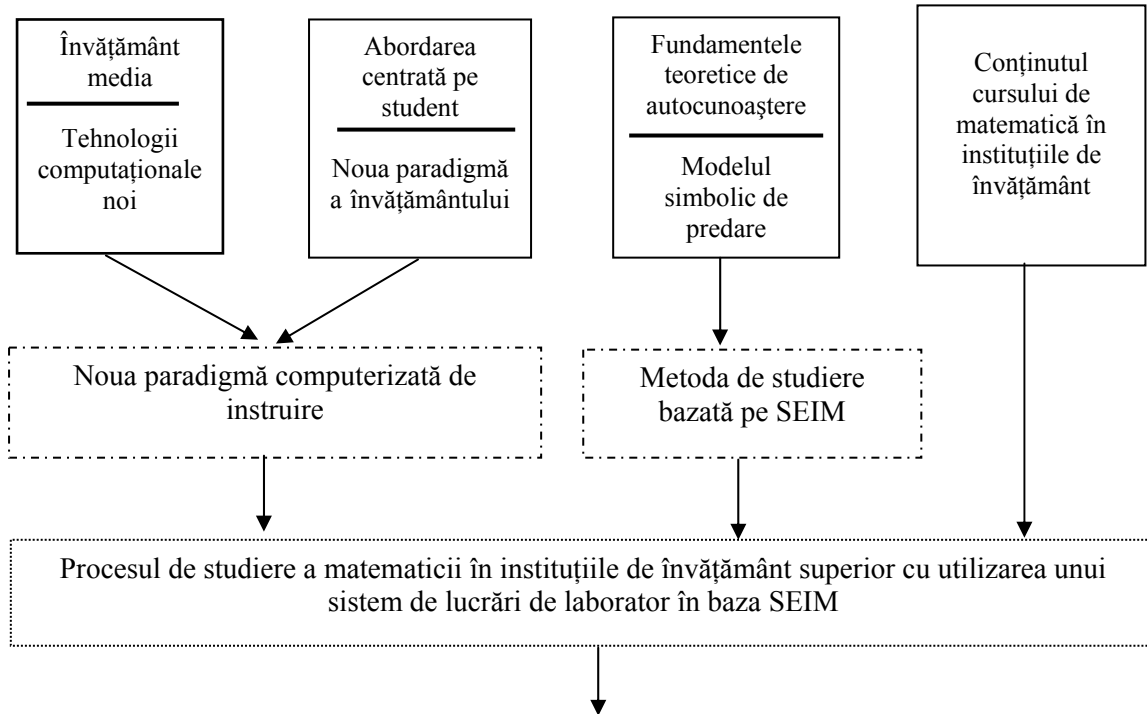 Învățământ
media
Tehnologii
computaționale
noi
Abordarea
centrată pe
student
Noua paradigmă
a învățământului
Fundamentele
teoretice de
autocunoaştere
Modelul
simbolic de
predare
Conținutul
cursului de
matematică în
instituțiile de
învățământ
Noua paradigmă computerizată de
instruire
Metoda de studiere
bazată pe SEIM
Procesul de studiere a matematicii în instituțiile de învățământ superior cu utilizarea unui
sistem de lucrări de laborator în baza SEIM